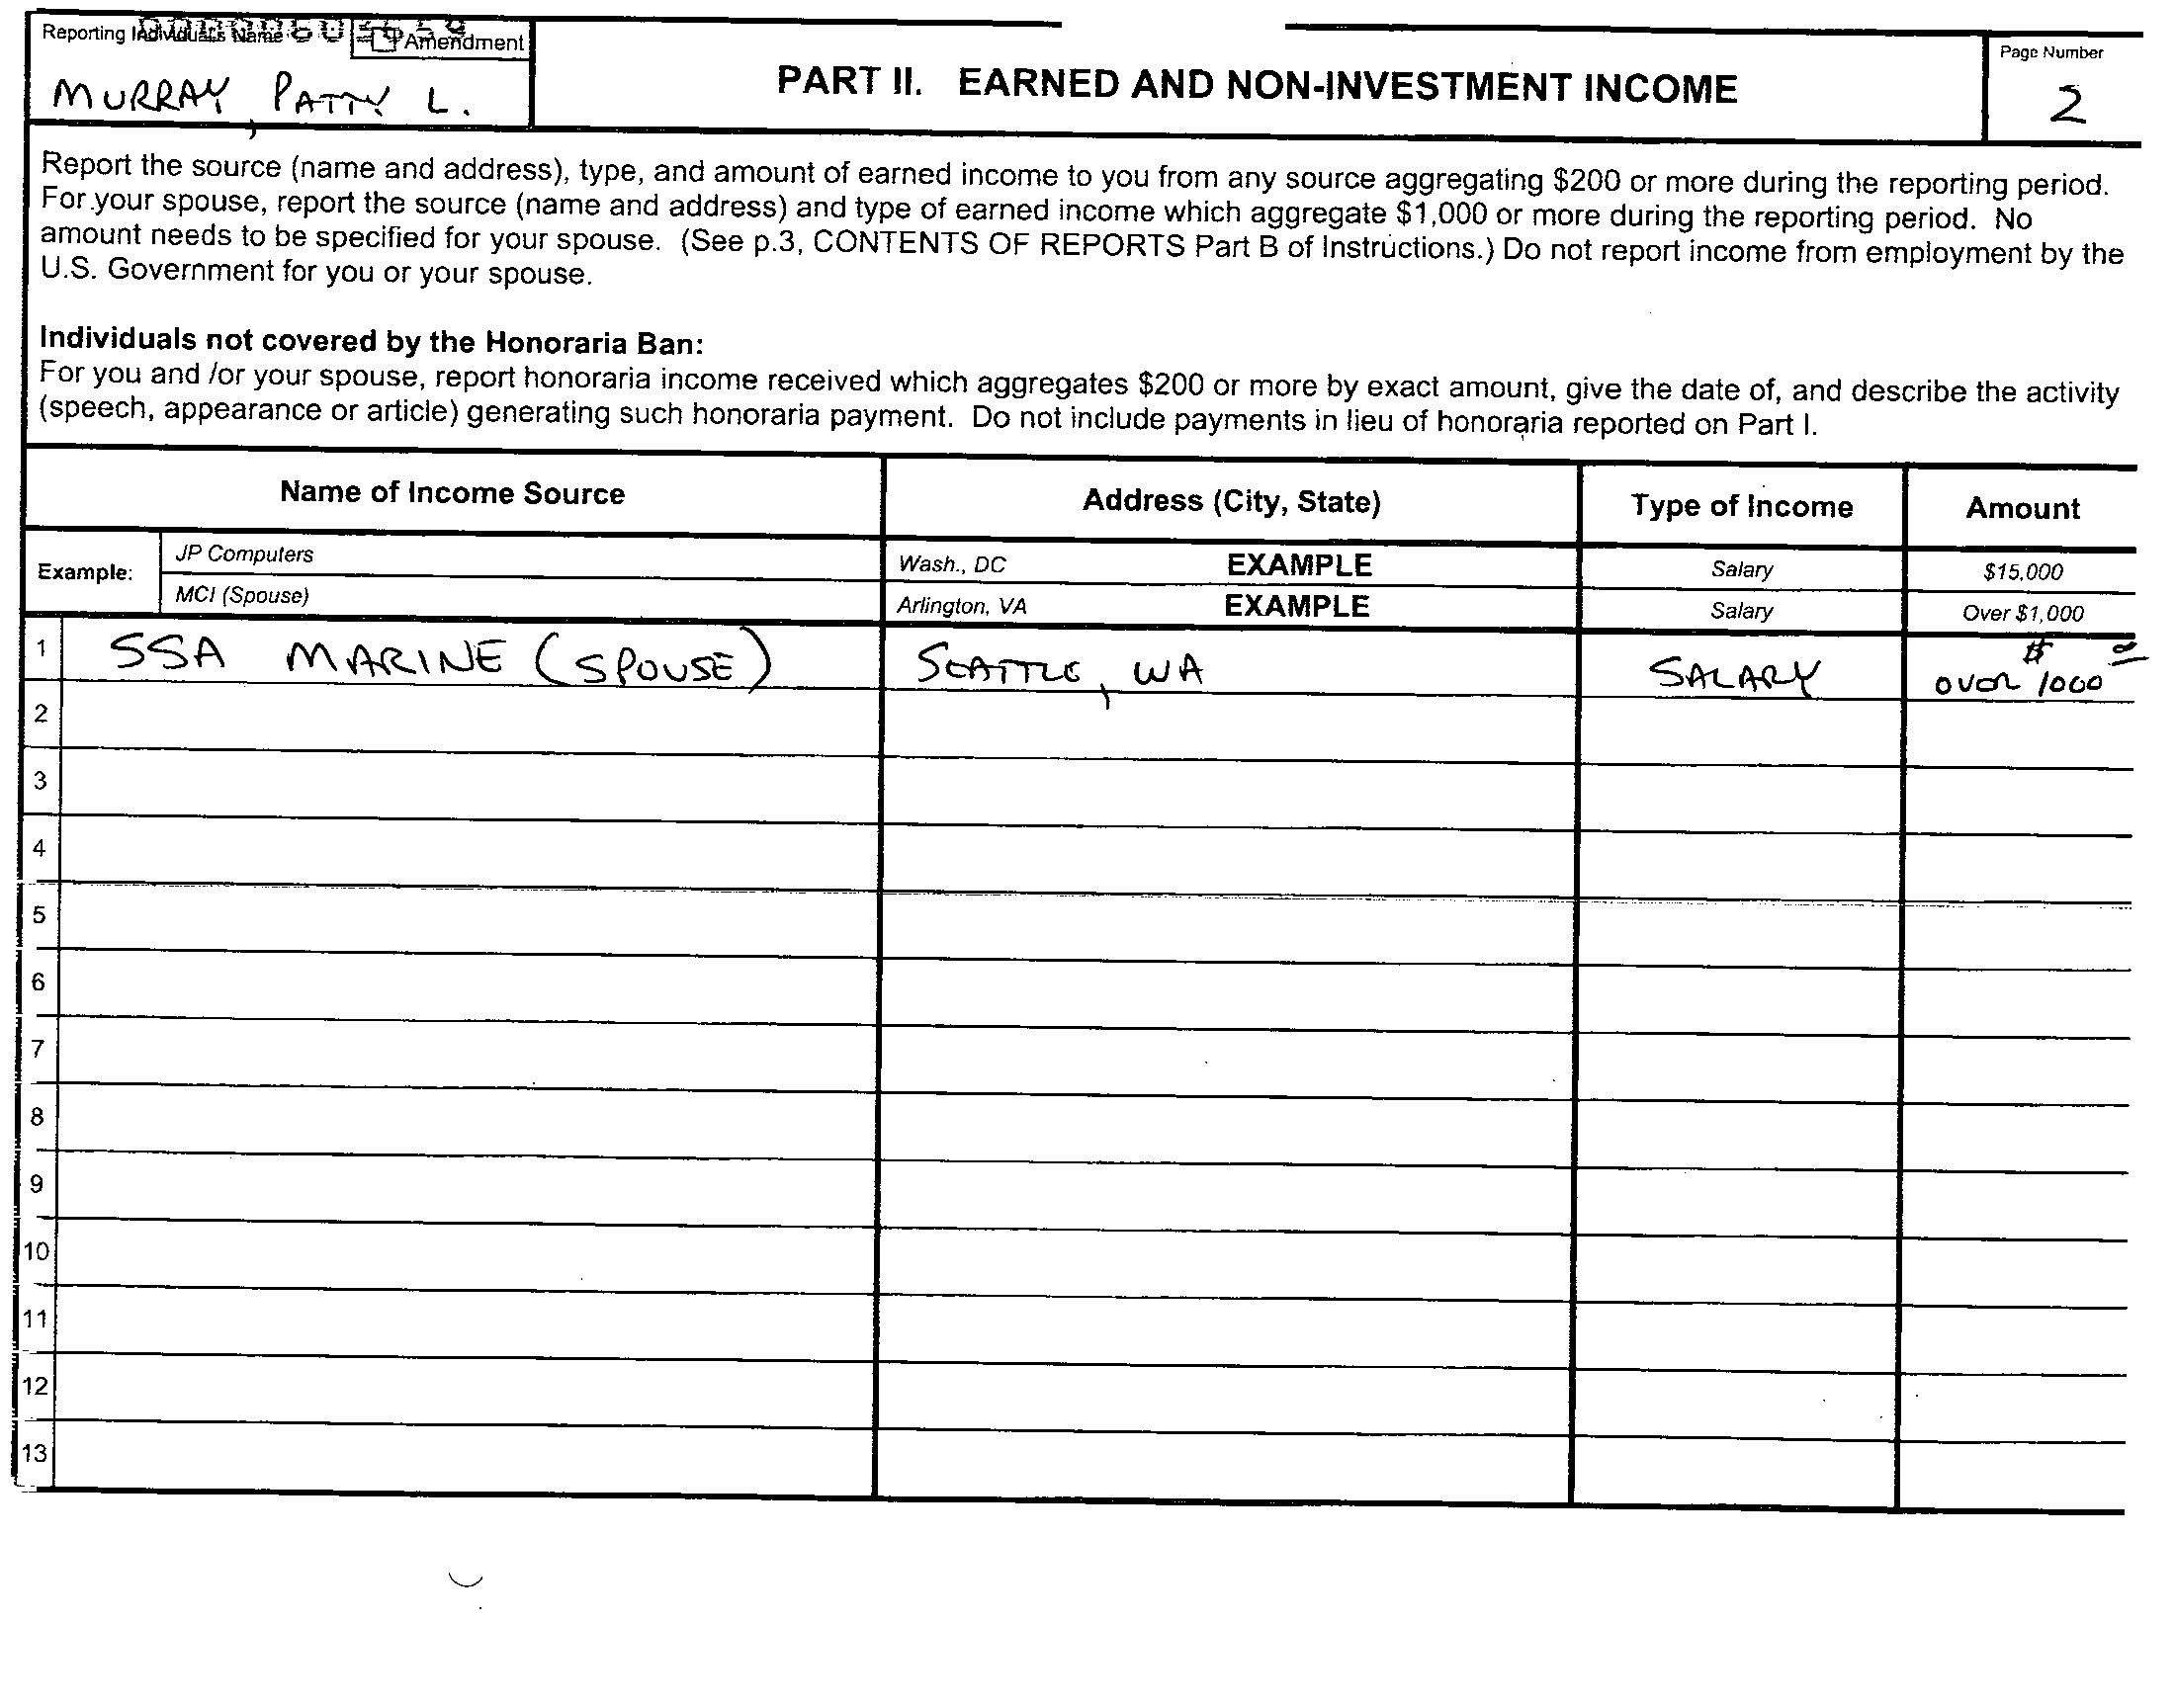 Reporting Individual's Name
Amendment
MURRAY, PATTY L.
PART II. EARNED AND NON-INVESTMENT INCOME
Page Number
2
Report the source (name and address), type, and amount of earned income to you from any source aggregating $200 or more during the reporting period.
For your spouse, report the source (name and address) and type of earned income which aggregate $1,000 or more during the reporting period. No
amount needs to be specified for your spouse. (See p.3, CONTENTS OF REPORTS Part B of Instructions.) Do not report income from employment by the
U.S. Government for you or your spouse.
Individuals not covered by the Honoraria Ban:
For you and /or your spouse, report honoraria income received which aggregates $200 or more by exact amount, give the date of, and describe the activity
(speech, appearance or article) generating such honoraria payment. Do not include payments in lieu of honoraria reported on Part I.
Name of Income Source Address (City, State) Type of Income Amount
Example: JP Computers Wash., DC EXAMPLE Salary $15,000
MCI (Spouse) Arlington, VA EXAMPLE Salary Over $1,000
1 SSA MARINE (SPOUSE) SEATTLE, WA SALARY OVER $1000
2
3
4
5
6
7
8
9
10
11
12
13